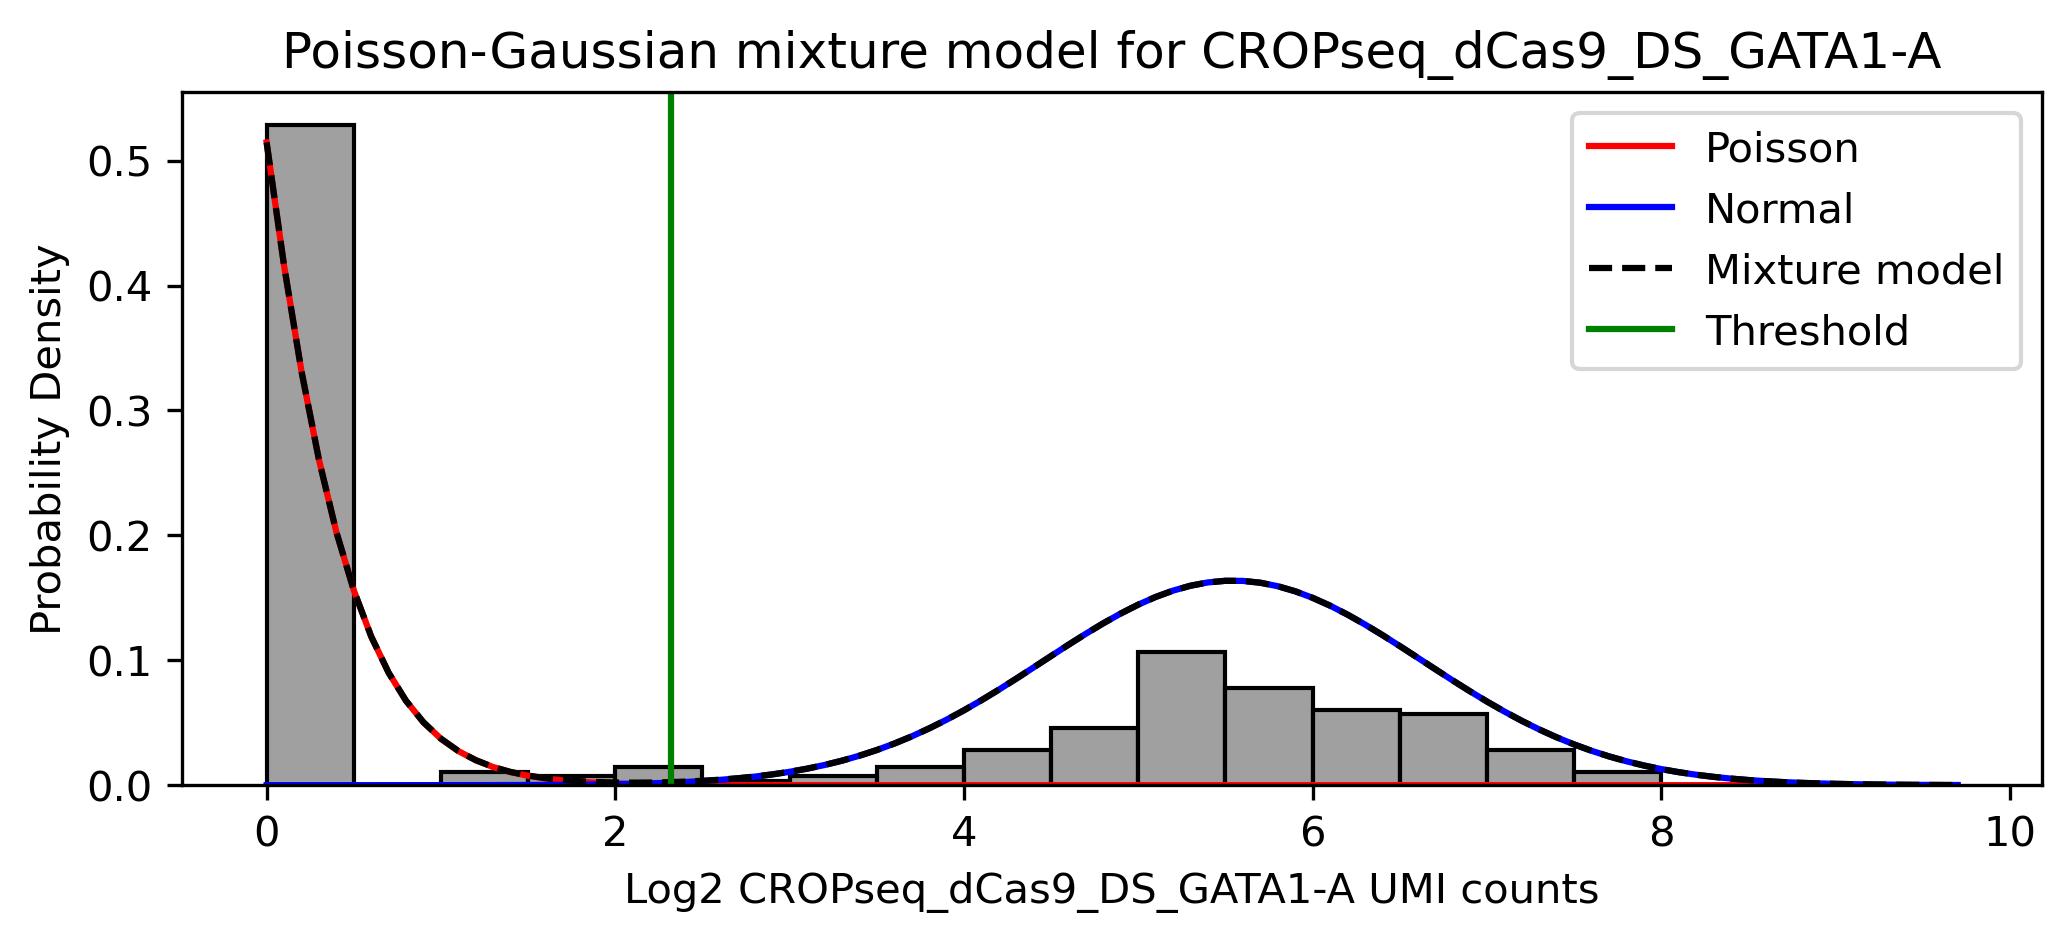 Poisson-Gaussian mixture model for CROPseq_dCas9_DS_GATA1-A
Probability Density
0.5
0.4
0.3
0.2
0.1
0.0
Poisson
Normal
Mixture model
Threshold
0 2 4 6 8 10
Log2 CROPseq_dCas9_DS_GATA1-A UMI counts